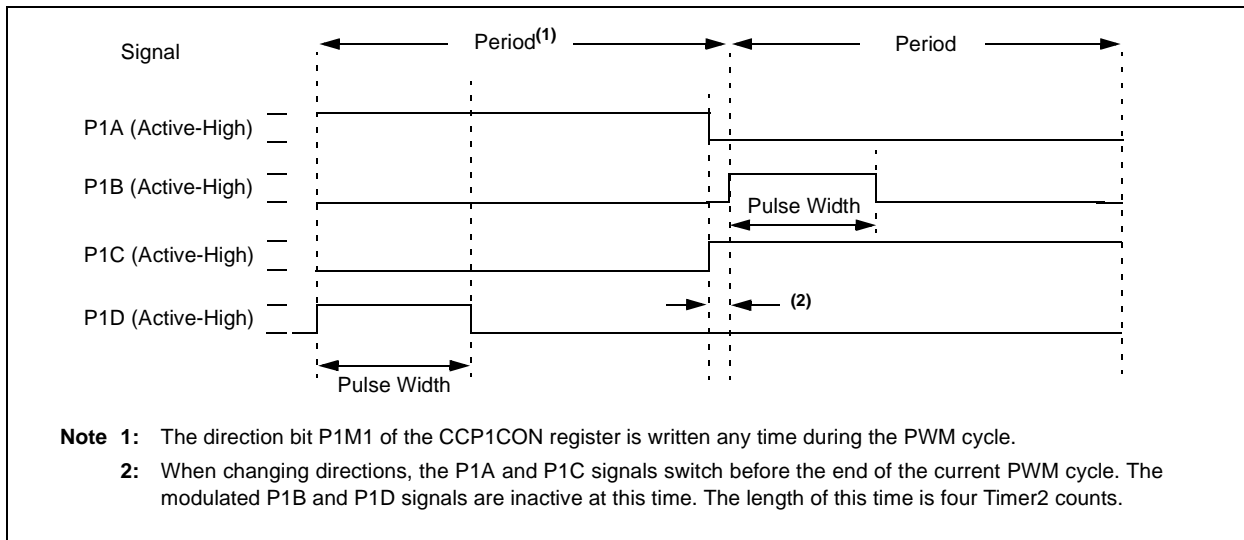 Signal
Period(1)
Period
P1A (Active-High)
P1B (Active-High)
Pulse Width
P1C (Active-High)
(2)
P1D (Active-High)
Pulse Width
Note 1: The direction bit P1M1 of the CCP1CON register is written any time during the PWM cycle.
2: When changing directions, the P1A and P1C signals switch before the end of the current PWM cycle. The
modulated P1B and P1D signals are inactive at this time. The length of this time is four Timer2 counts.